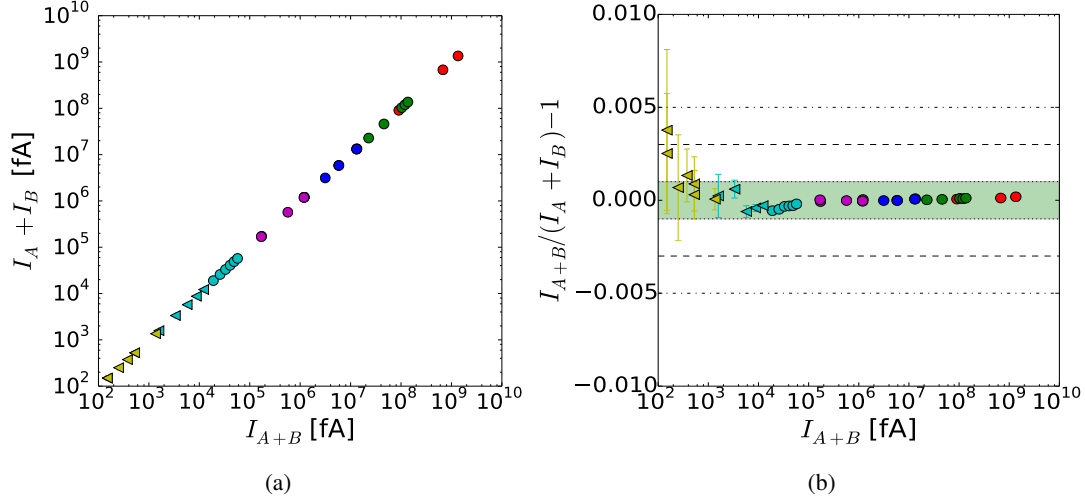 (a)
10^10
10^9
10^8
10^7
10^6
10^5
10^4
10^3
10^2
I_A + I_B [fA]
10^2 10^3 10^4 10^5 10^6 10^7 10^8 10^9 10^10
I_{A+B} [fA]
(a)
(b)
0.010
0.005
0.000
−0.005
−0.010
I_{A+B}/(I_A + I_B)−1
10^2 10^3 10^4 10^5 10^6 10^7 10^8 10^9 10^10
I_{A+B} [fA]
(b)